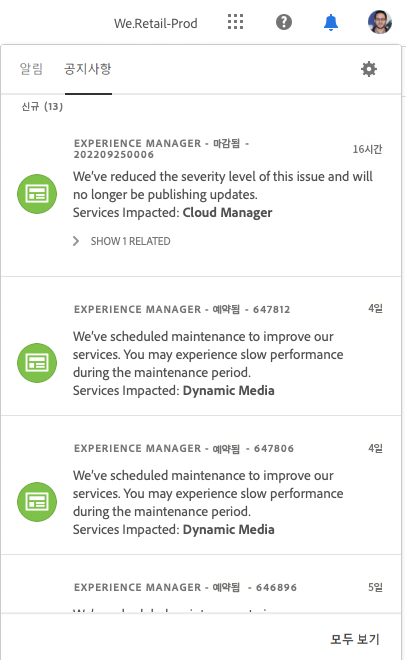 We.Retail-Prod
알림
공지사항
신규 (13)
EXPERIENCE MANAGER - 마감됨 -
202209250006
16시간
We've reduced the severity level of this issue and will
no longer be publishing updates.
Services Impacted: Cloud Manager
SHOW 1 RELATED
EXPERIENCE MANAGER - 예약됨 - 647812
4일
We've scheduled maintenance to improve our
services. You may experience slow performance
during the maintenance period.
Services Impacted: Dynamic Media
EXPERIENCE MANAGER - 예약됨 - 647806
4일
We've scheduled maintenance to improve our
services. You may experience slow performance
during the maintenance period.
Services Impacted: Dynamic Media
EXPERIENCE MANAGER - 예약됨 - 646896
5일
모두 보기